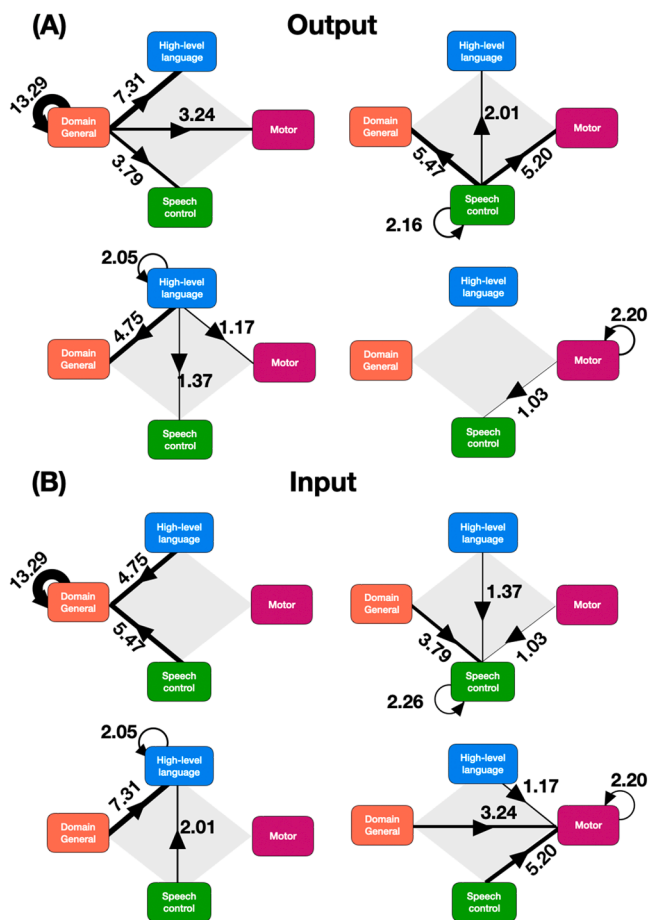 (A) Output
High-level
language
13.29
7.31
Domain
General
3.24
Motor
3.79
Speech
control
High-level
language
2.01
Domain
General
Motor
5.47
5.20
Speech
control
2.16
2.05
High-level
language
4.75
1.17
Domain
General
Motor
1.37
Speech
control
High-level
language
2.20
Domain
General
Motor
1.03
Speech
control
(B) Input
High-level
language
13.29
4.75
Domain
General
Motor
5.47
Speech
control
High-level
language
1.37
Domain
General
Motor
3.79
1.03
Speech
control
2.26
2.05
High-level
language
7.31
Domain
General
2.01
Motor
Speech
control
High-level
language
1.17
2.20
Domain
General
3.24
Motor
5.20
Speech
control